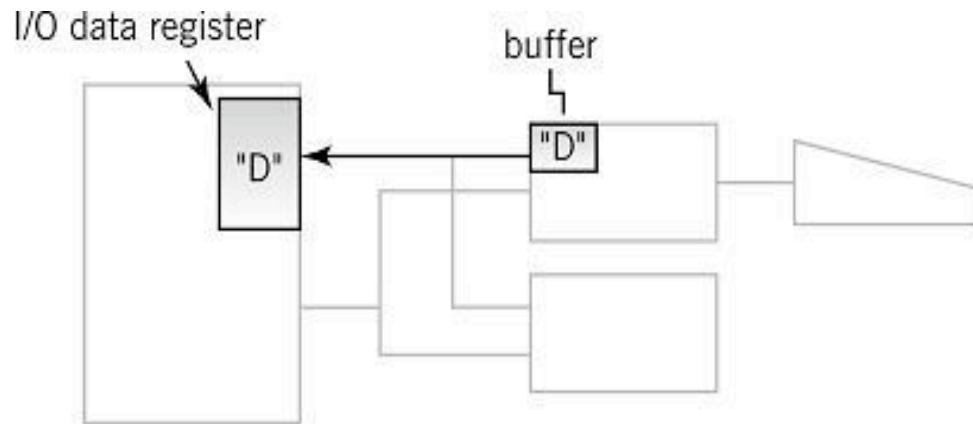 I/O data register
buffer
"D"
"D"